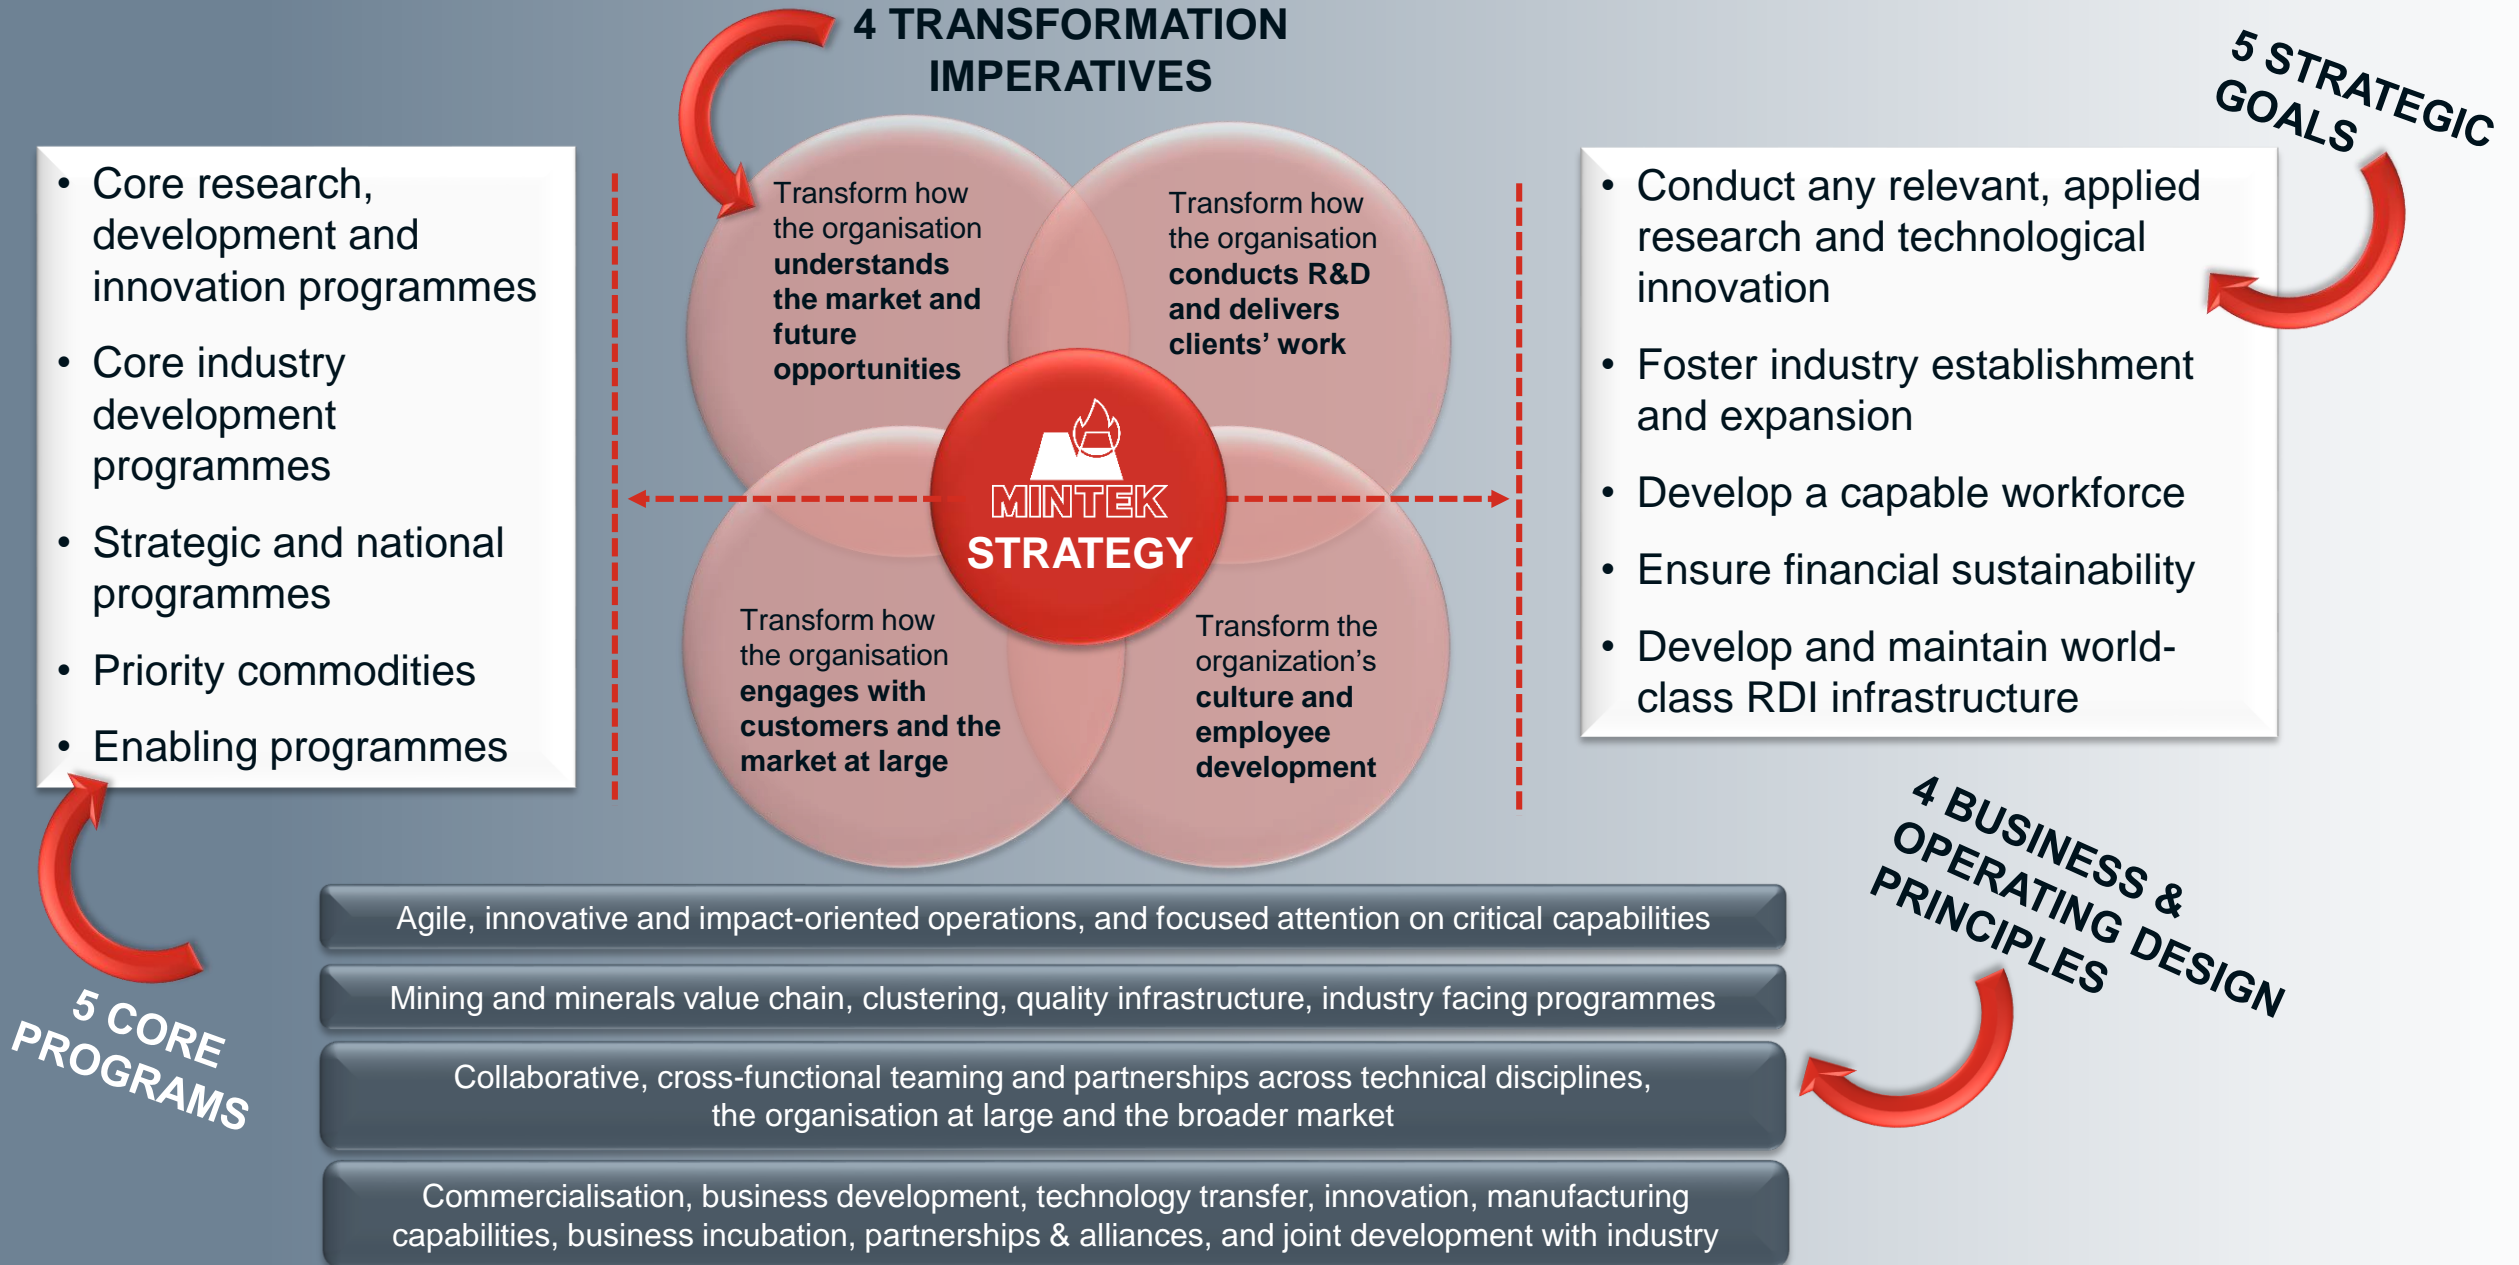 4 TRANSFORMATION
IMPERATIVES
5 STRATEGIC
GOALS
• Core research,
development and
innovation programmes
• Core industry
development
programmes
• Strategic and national
programmes
• Priority commodities
• Enabling programmes
5 CORE
PROGRAMS
Transform how
the organisation
understands
the market and
future
opportunities
Transform how
the organisation
conducts R&D
and delivers
clients’ work
MINTEK
STRATEGY
Transform how
the organisation
engages with
customers and the
market at large
Transform the
organization’s
culture and
employee
development
• Conduct any relevant, applied
research and technological
innovation
• Foster industry establishment
and expansion
• Develop a capable workforce
• Ensure financial sustainability
• Develop and maintain world-
class RDI infrastructure
4 BUSINESS &
OPERATING DESIGN
PRINCIPLES
Agile, innovative and impact-oriented operations, and focused attention on critical capabilities
Mining and minerals value chain, clustering, quality infrastructure, industry facing programmes
Collaborative, cross-functional teaming and partnerships across technical disciplines,
the organisation at large and the broader market
Commercialisation, business development, technology transfer, innovation, manufacturing
capabilities, business incubation, partnerships & alliances, and joint development with industry